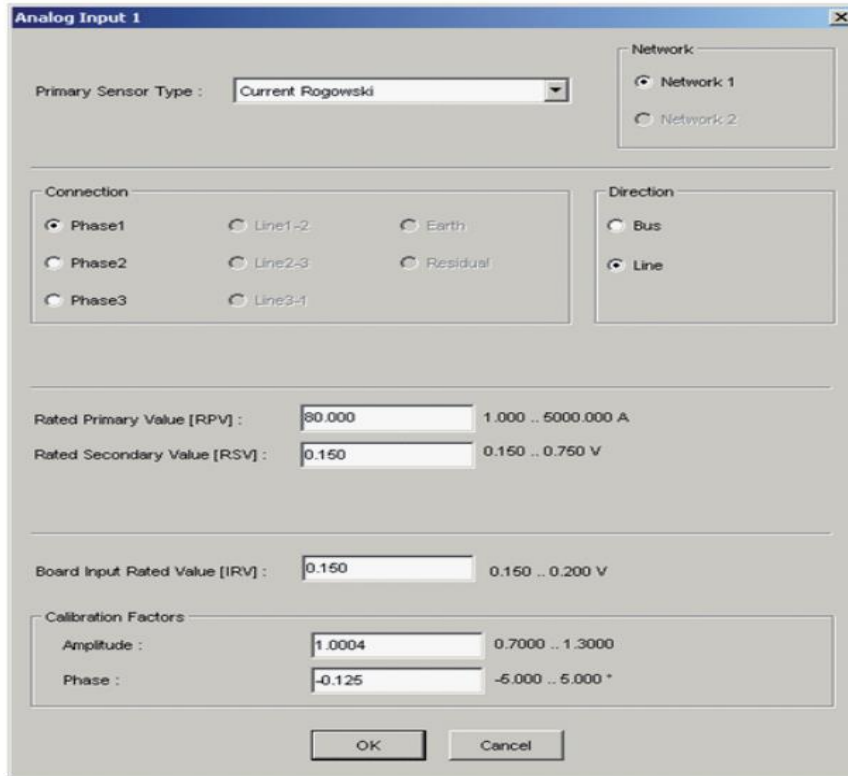 Analog Input 1
Primary Sensor Type : Current Rogowski
Network
Network 1
Network 2
Connection
Phase1 Line1-2 Earth
Phase2 Line2-3 Residual
Phase3 Line3-1
Direction
Bus
Line
Rated Primary Value [RPV] : 80.000 1.000 .. 5000.000 A
Rated Secondary Value [RSV] : 0.150 0.150 .. 0.750 V
Board Input Rated Value [IRV] : 0.150 0.150 .. 0.200 V
Calibration Factors
Amplitude : 1.0004 0.7000 .. 1.3000
Phase : -0.125 -5.000 .. 5.000 °
OK Cancel